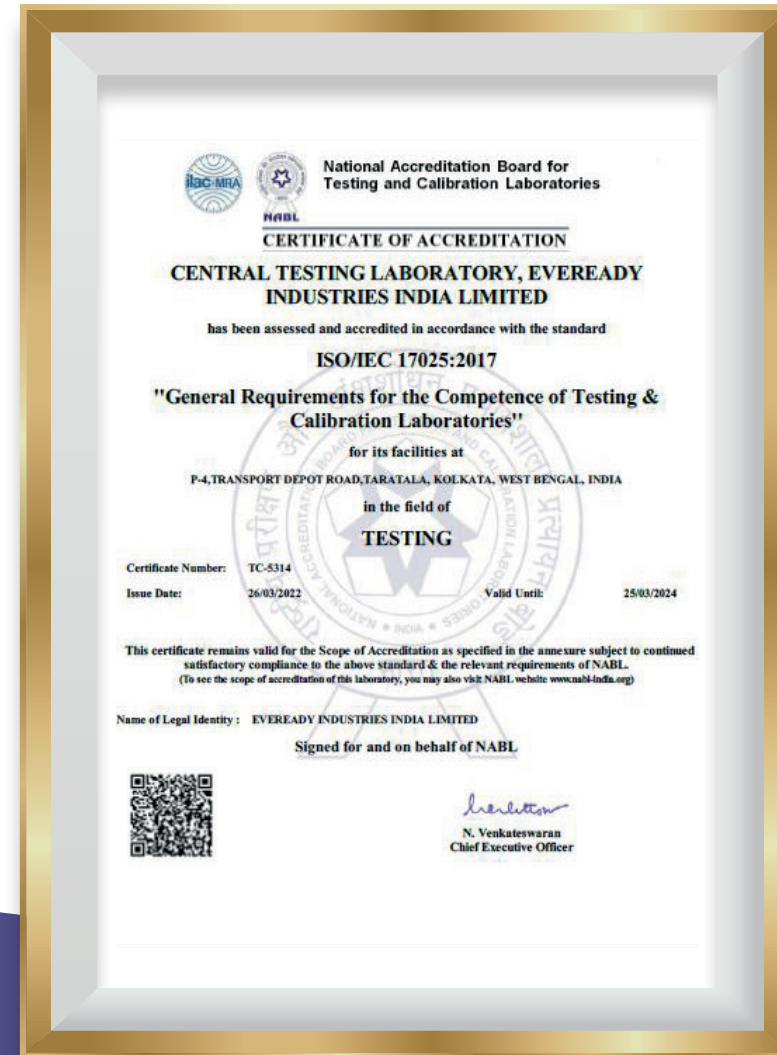 ilac-MRA
NABL
National Accreditation Board for
Testing and Calibration Laboratories
CERTIFICATE OF ACCREDITATION
CENTRAL TESTING LABORATORY, EVEREADY
INDUSTRIES INDIA LIMITED
has been assessed and accredited in accordance with the standard
ISO/IEC 17025:2017
"General Requirements for the Competence of Testing &
Calibration Laboratories"
for its facilities at
P-4,TRANSPORT DEPOT ROAD,TARATALA, KOLKATA, WEST BENGAL, INDIA
in the field of
TESTING
Certificate Number: TC-5314
Issue Date: 26/03/2022 Valid Until: 25/03/2024
This certificate remains valid for the Scope of Accreditation as specified in the annexure subject to continued
satisfactory compliance to the above standard & the relevant requirements of NABL.
(To see the scope of accreditation of this laboratory, you may also visit NABL website www.nabl-india.org)
Name of Legal Identity : EVEREADY INDUSTRIES INDIA LIMITED
Signed for and on behalf of NABL
N. Venkateswaran
Chief Executive Officer